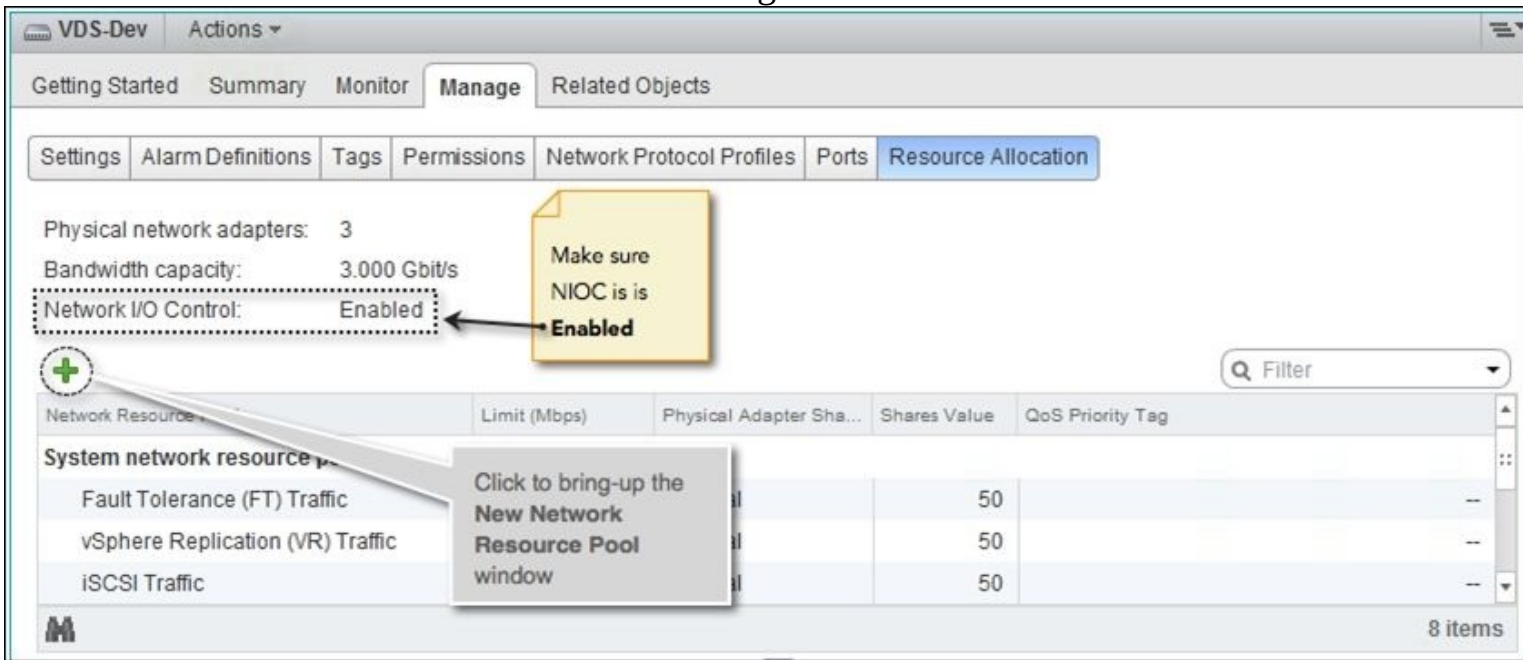 VDS-Dev Actions
Getting Started Summary Monitor Manage Related Objects
Settings Alarm Definitions Tags Permissions Network Protocol Profiles Ports Resource Allocation
Physical network adapters: 3
Bandwidth capacity: 3.000 Gbit/s
Network I/O Control: Enabled
Make sure
NIOC is is
Enabled
Filter
Network Resource Limit (Mbps) Physical Adapter Sha... Shares Value QoS Priority Tag
System network resource
Fault Tolerance (FT) Traffic 50 --
vSphere Replication (VR) Traffic 50 --
iSCSI Traffic 50 --
Click to bring-up the
New Network
Resource Pool
window
8 items